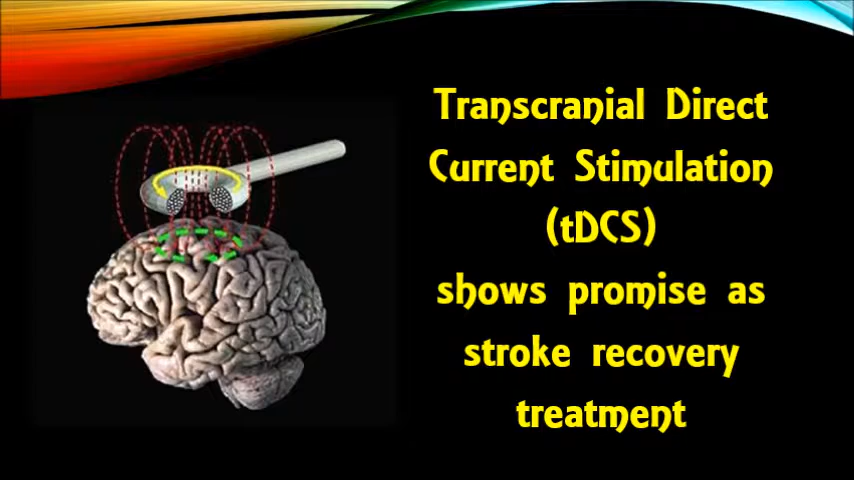 Transcranial Direct
Current Stimulation
(tDCS)
shows promise as
stroke recovery
treatment